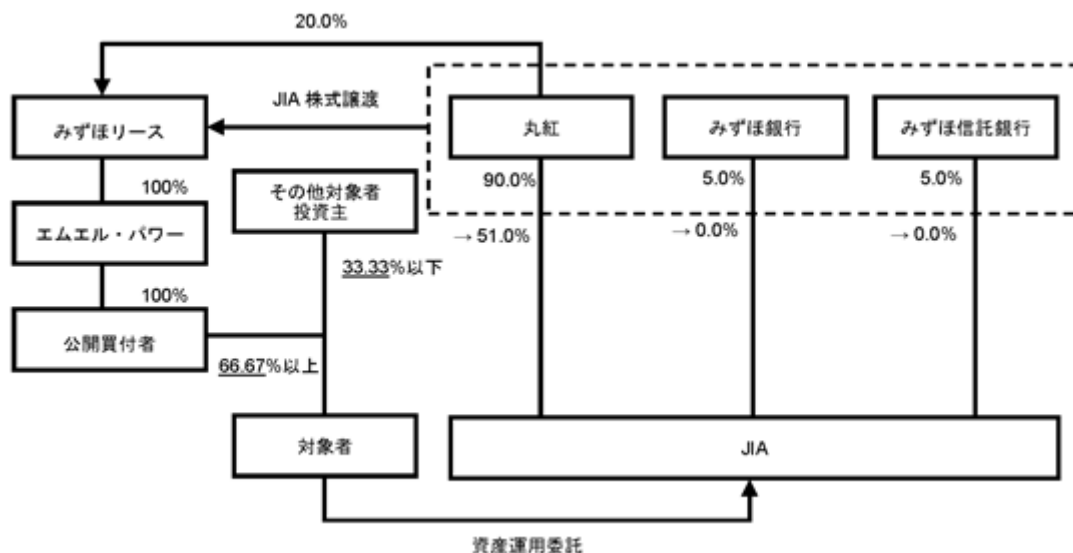 20.0%
JIA 株式譲渡
みずほリース
丸紅
みずほ銀行
みずほ信託銀行
100%
その他対象者
投資主
90.0%
5.0%
5.0%
エムエル・パワー
→ 51.0%
→ 0.0%
→ 0.0%
33.33%以下
100%
公開買付者
66.67%以上
対象者
JIA
資産運用委託